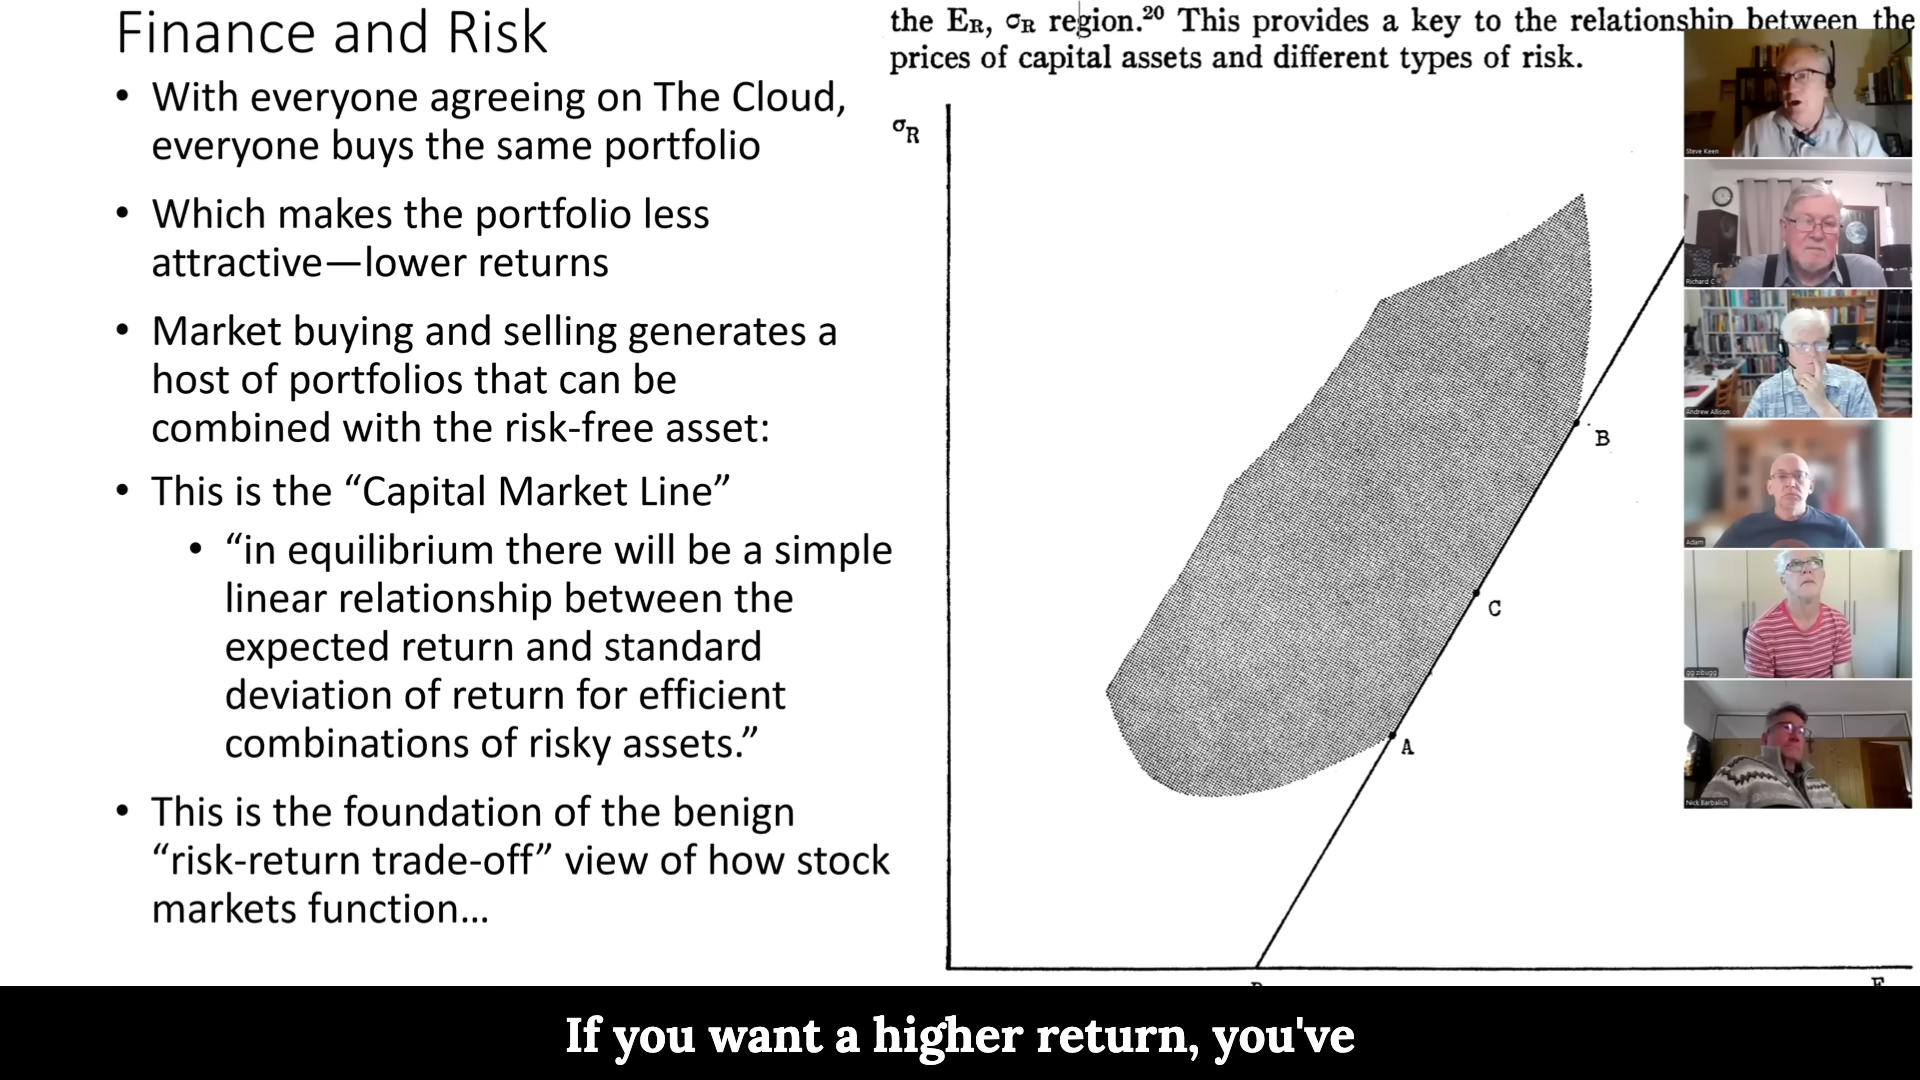 Finance and Risk
• With everyone agreeing on The Cloud,
everyone buys the same portfolio
• Which makes the portfolio less
attractive—lower returns
• Market buying and selling generates a
host of portfolios that can be
combined with the risk-free asset:
• This is the “Capital Market Line”
• “in equilibrium there will be a simple
linear relationship between the
expected return and standard
deviation of return for efficient
combinations of risky assets.”
• This is the foundation of the benign
“risk-return trade-off” view of how stock
markets function…
the ER, σR region.20 This provides a key to the relationship between the
prices of capital assets and different types of risk.
σR
B
C
A
Steve Keen
Richard C
Andrew Allison
Adam
gg zibugg
Nick Barbalich
If you want a higher return, you've